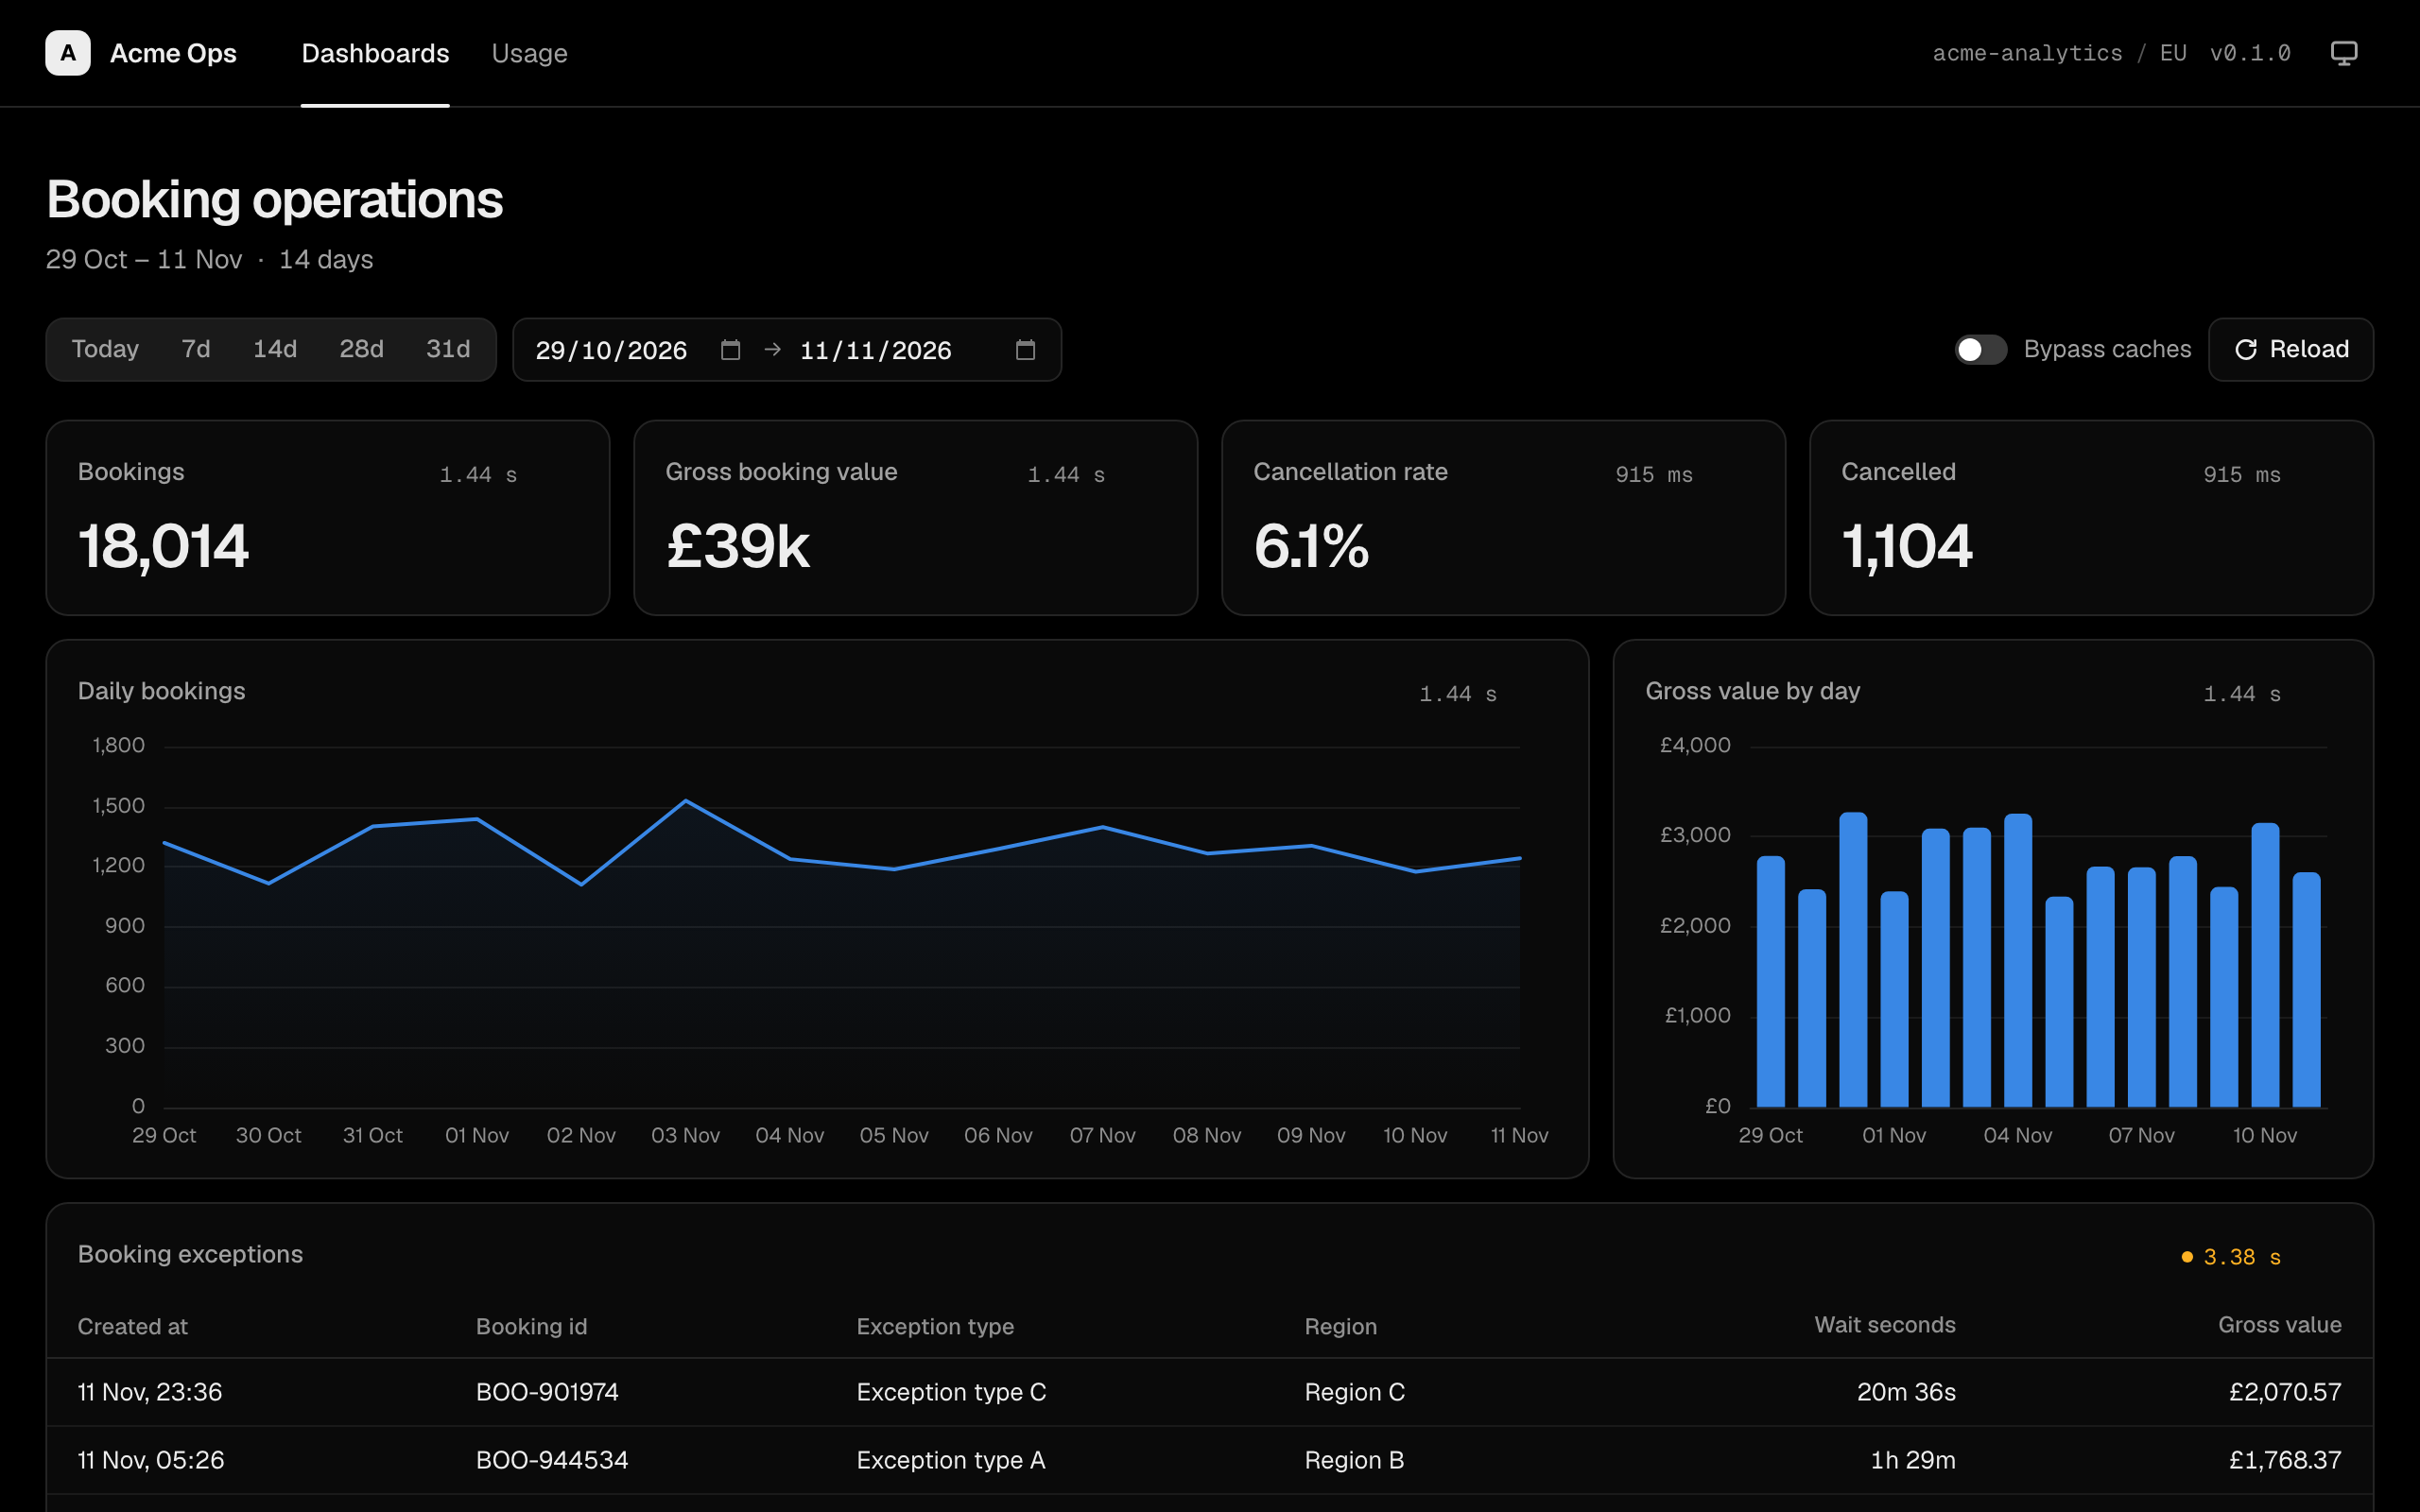 A Acme Ops Dashboards Usage acme-analytics / EU v0.1.0
Booking operations
29 Oct – 11 Nov · 14 days
Today 7d 14d 28d 31d 29/10/2026 → 11/11/2026 Bypass caches Reload
Bookings 1.44 s
18,014
Gross booking value 1.44 s
£39k
Cancellation rate 915 ms
6.1%
Cancelled 915 ms
1,104
Daily bookings 1.44 s
1,800
1,500
1,200
900
600
300
0
29 Oct 30 Oct 31 Oct 01 Nov 02 Nov 03 Nov 04 Nov 05 Nov 06 Nov 07 Nov 08 Nov 09 Nov 10 Nov 11 Nov
Gross value by day 1.44 s
£4,000
£3,000
£2,000
£1,000
£0
29 Oct 01 Nov 04 Nov 07 Nov 10 Nov
Booking exceptions 3.38 s
Created at Booking id Exception type Region Wait seconds Gross value
11 Nov, 23:36 BOO-901974 Exception type C Region C 20m 36s £2,070.57
11 Nov, 05:26 BOO-944534 Exception type A Region B 1h 29m £1,768.37